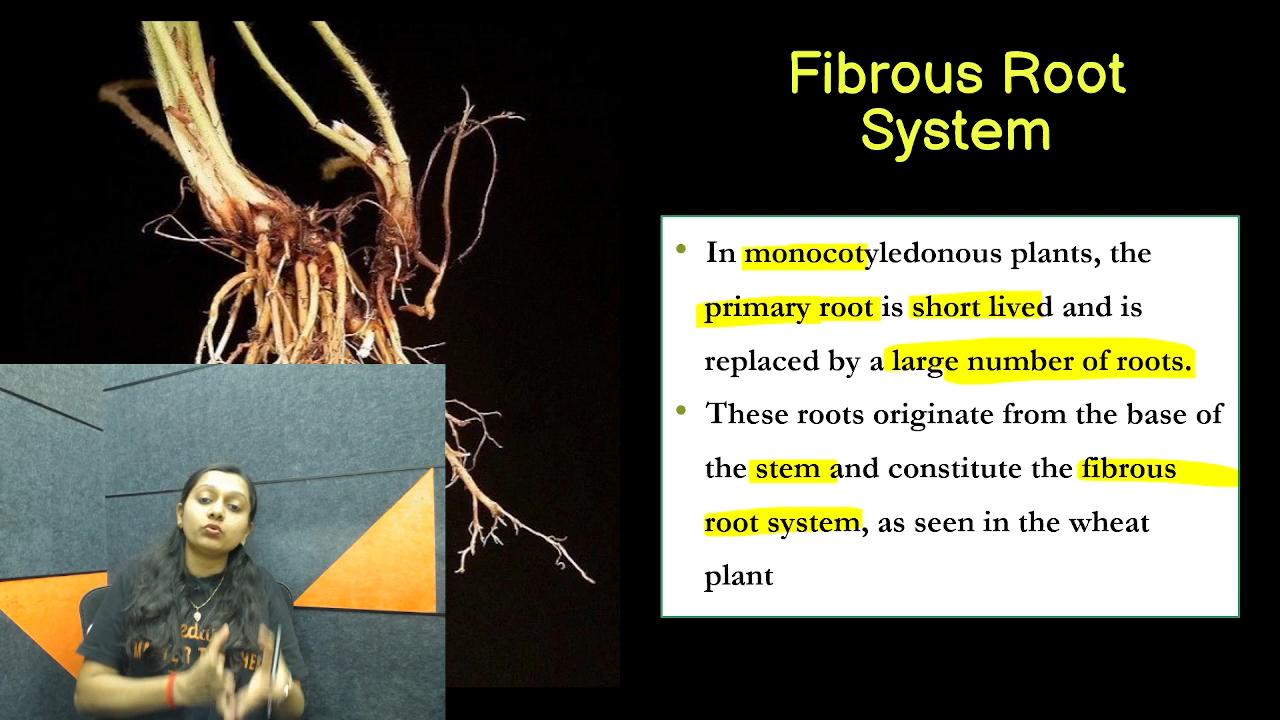 Fibrous Root
System
• In monocotyledonous plants, the
primary root is short lived and is
replaced by a large number of roots.
• These roots originate from the base of
the stem and constitute the fibrous
root system, as seen in the wheat
plant